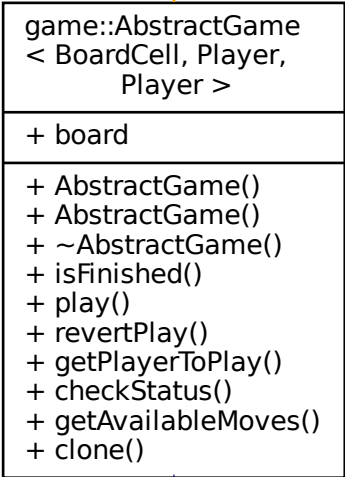 game::AbstractGame
< BoardCell, Player,
Player >
+ board
+ AbstractGame()
+ AbstractGame()
+ ~AbstractGame()
+ isFinished()
+ play()
+ revertPlay()
+ getPlayerToPlay()
+ checkStatus()
+ getAvailableMoves()
+ clone()